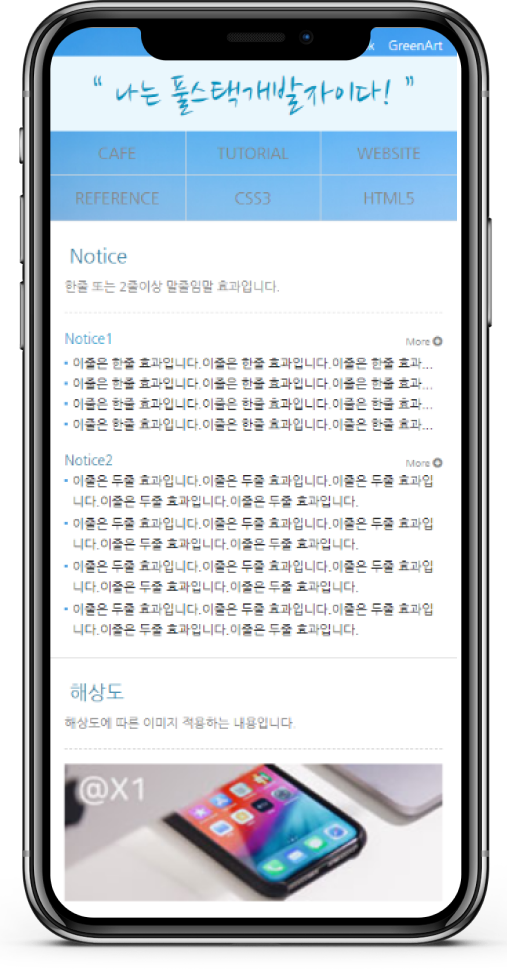 GreenArt
“ 나는 풀스택개발자이다! ”
CAFE TUTORIAL WEBSITE
REFERENCE CSS3 HTML5
Notice
한줄 또는 2줄이상 말줄임말 효과입니다.
Notice1 More
이줄은 한줄 효과입니다.이줄은 한줄 효과입니다.이줄은 한줄 효과...
이줄은 한줄 효과입니다.이줄은 한줄 효과입니다.이줄은 한줄 효과...
이줄은 한줄 효과입니다.이줄은 한줄 효과입니다.이줄은 한줄 효과...
이줄은 한줄 효과입니다.이줄은 한줄 효과입니다.이줄은 한줄 효과...
Notice2 More
이줄은 두줄 효과입니다.이줄은 두줄 효과입니다.이줄은 두줄 효과입
니다.이줄은 두줄 효과입니다.이줄은 두줄 효과입니다.
이줄은 두줄 효과입니다.이줄은 두줄 효과입니다.이줄은 두줄 효과입
니다.이줄은 두줄 효과입니다.이줄은 두줄 효과입니다.
이줄은 두줄 효과입니다.이줄은 두줄 효과입니다.이줄은 두줄 효과입
니다.이줄은 두줄 효과입니다.이줄은 두줄 효과입니다.
이줄은 두줄 효과입니다.이줄은 두줄 효과입니다.이줄은 두줄 효과입
니다.이줄은 두줄 효과입니다.이줄은 두줄 효과입니다.
해상도
해상도에 따른 이미지 적용하는 내용입니다.
@X1